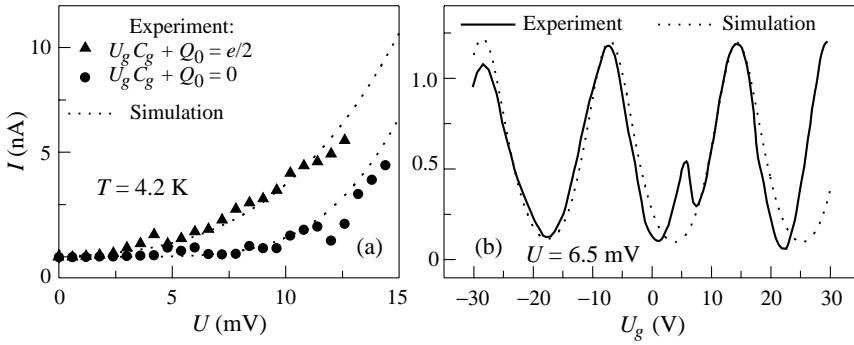 Experiment:
U_g C_g + Q_0 = e/2
U_g C_g + Q_0 = 0
Simulation
T = 4.2 K
(a)
10
5
0
I (nA)
0 5 10 15
U (mV)
Experiment Simulation
1.0
0.5
0
(b)
U = 6.5 mV
−30 −20 −10 0 10 20 30
U_g (V)